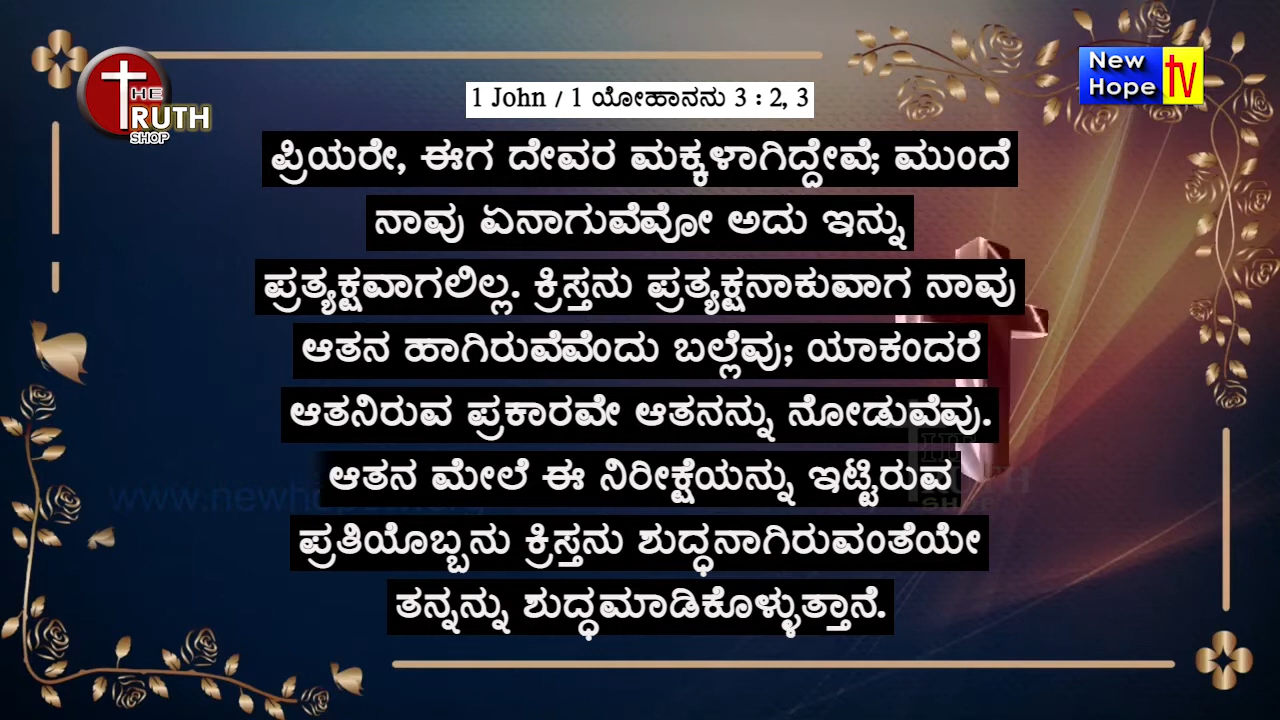 THE
TRUTH
SHOP
New
Hope
tv
1 John / 1 ಯೋಹಾನನು 3 : 2, 3
ಪ್ರಿಯರೇ, ಈಗ ದೇವರ ಮಕ್ಕಳಾಗಿದ್ದೇವೆ; ಮುಂದೆ
ನಾವು ಏನಾಗುವೆವೋ ಅದು ಇನ್ನು
ಪ್ರತ್ಯಕ್ಷವಾಗಲಿಲ್ಲ. ಕ್ರಿಸ್ತನು ಪ್ರತ್ಯಕ್ಷನಾಕುವಾಗ ನಾವು
ಆತನ ಹಾಗಿರುವೆವೆಂದು ಬಲ್ಲೆವು; ಯಾಕಂದರೆ
ಆತನಿರುವ ಪ್ರಕಾರವೇ ಆತನನ್ನು ನೋಡುವೆವು.
ಆತನ ಮೇಲೆ ಈ ನಿರೀಕ್ಷೆಯನ್ನು ಇಟ್ಟಿರುವ
ಪ್ರತಿಯೊಬ್ಬನು ಕ್ರಿಸ್ತನು ಶುದ್ಧನಾಗಿರುವಂತೆಯೇ
ತನ್ನನ್ನು ಶುದ್ಧಮಾಡಿಕೊಳ್ಳುತ್ತಾನೆ.